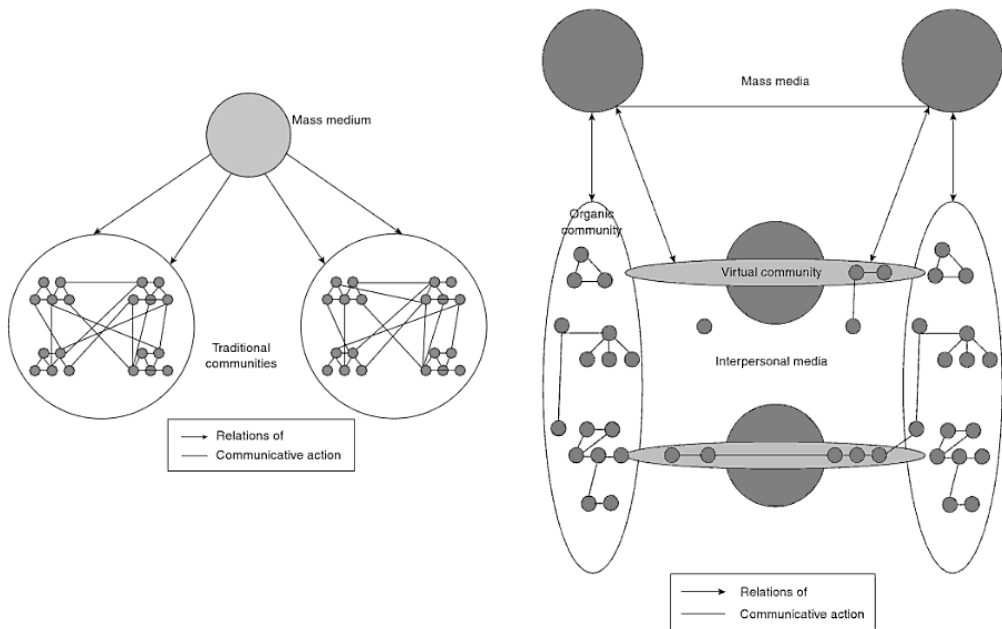 Mass medium
Traditional
communities
Relations of
Communicative action
Mass media
Organic
community
Virtual community
Interpersonal media
Relations of
Communicative action